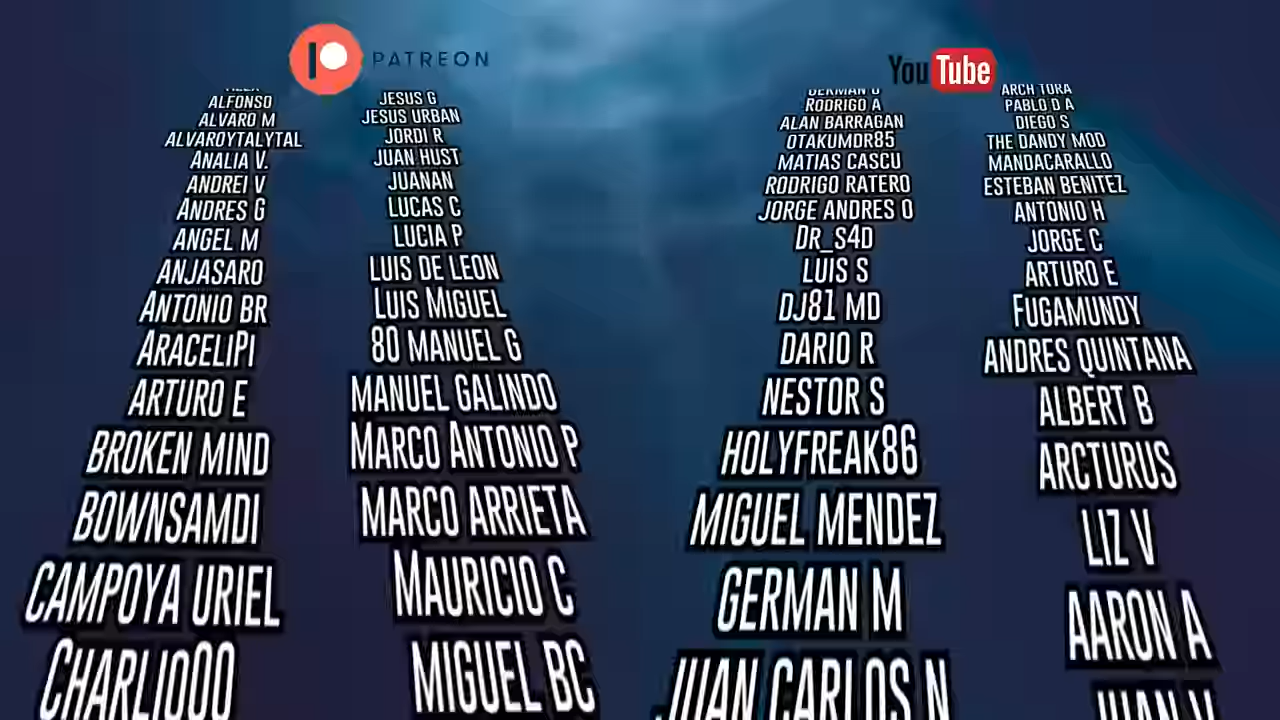 PATREON
ALFONSO
ALVARO M
ALVAROYTALYTAL
ANALIA V.
ANDREI V
ANDRES G
ANGEL M
ANJASARO
ANTONIO BR
ARACELIPI
ARTURO E
BROKEN MIND
BOWNSAMDI
CAMPOYA URIEL
CHARLIO00
JESUS G
JESUS URBAN
JORDI R
JUAN HUST
JUANAN
LUCAS C
LUCIA P
LUIS DE LEON
LUIS MIGUEL
80 MANUEL G
MANUEL GALINDO
MARCO ANTONIO P
MARCO ARRIETA
MAURICIO C
MIGUEL BC
YouTube
GERMAN
RODRIGO A
ALAN BARRAGAN
OTAKUMDR85
MATIAS CASCU
RODRIGO RATERO
JORGE ANDRES O
DR_S4D
LUIS S
DJ81 MD
DARIO R
NESTOR S
HOLYFREAK86
MIGUEL MENDEZ
GERMAN M
JUAN CARLOS N
ARCH TORA
PABLO D A
DIEGO S
THE DANDY MOD
MANDACARALLO
ESTEBAN BENITEZ
ANTONIO H
JORGE C
ARTURO E
FUGAMUNDY
ANDRES QUINTANA
ALBERT B
ARCTURUS
LIZ V
AARON A
JUAN